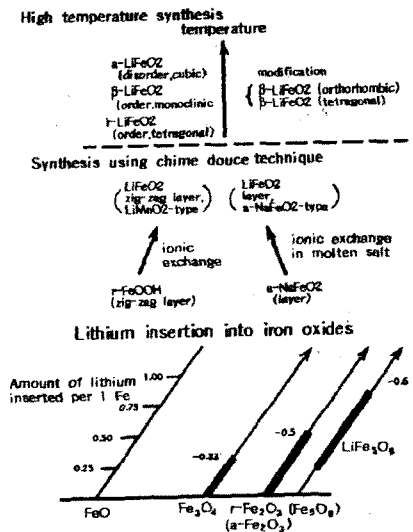 High temperature synthesis
temperature
a-LiFeO2
(disorder,cubic)
β-LiFeO2
(order,monoclinic
r-LiFeO2
(order,tetragonal)
modification
{ β-LiFeO2 (orthorhombic)
β-LiFeO2 (tetragonal)
Synthesis using chime douce technique
(LiFeO2
zig-zag layer,
LiMnO2-type)
(LiFeO2
layer,
a-NaFeO2-type)
ionic
exchange
ionic exchange
in molten salt
r-FeOOH
(zig-zag layer)
a-NaFeO2
(layer)
Lithium insertion into iron oxides
Amount of lithium
inserted per 1 Fe
1.00
0.75
0.50
0.25
-0.33
-0.5
-0.6
LiFe5O8
FeO
Fe3O4
r-Fe2O3 (Fe5O8)
(a-Fe2O3)